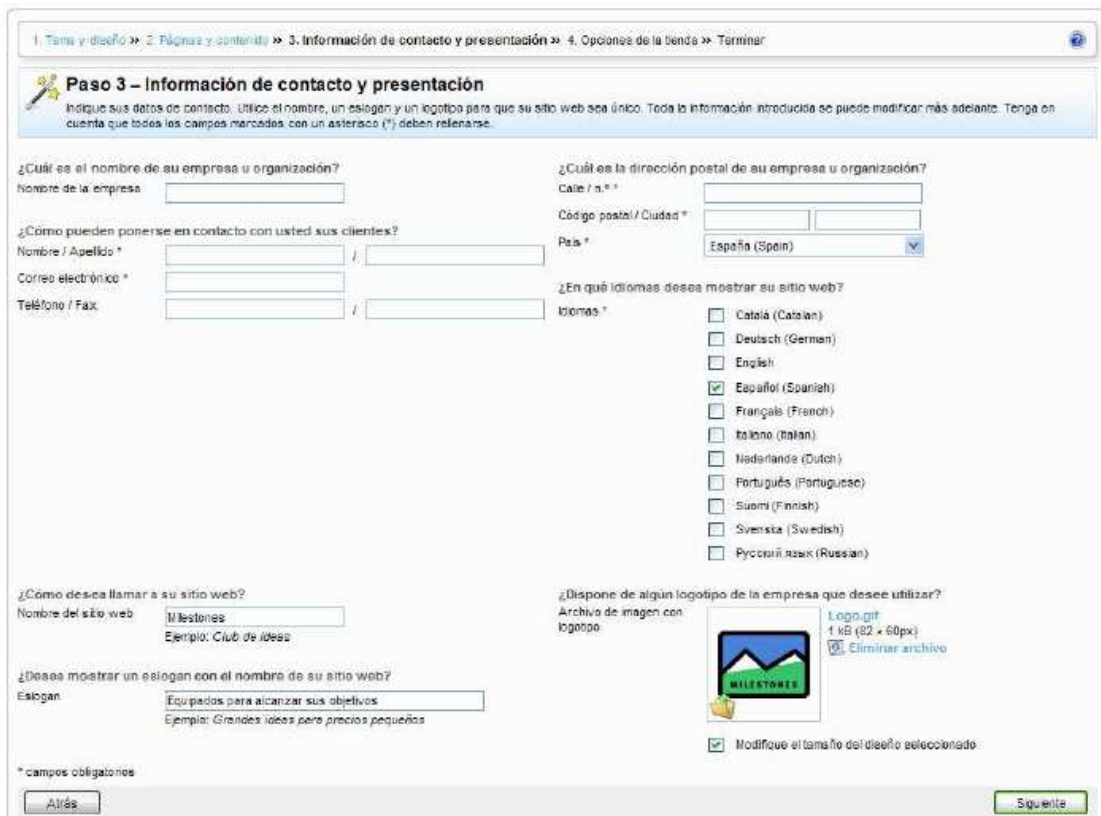 1. Tema y diseño » 2. Páginas y contenido » 3. Información de contacto y presentación » 4. Opciones de la tienda » Terminar
Paso 3 – Información de contacto y presentación
Indique sus datos de contacto. Utilice el nombre, un eslogan y un logotipo para que su sitio web sea único. Toda la información introducida se puede modificar más adelante. Tenga en
cuenta que todos los campos marcados con un asterisco (*) deben rellenarse.
¿Cuál es el nombre de su empresa u organización?
Nombre de la empresa
¿Cómo pueden ponerse en contacto con usted sus clientes?
Nombre / Apellido * /
Correo electrónico *
Teléfono / Fax /
¿Cuál es la dirección postal de su empresa u organización?
Calle / n.º *
Código postal / Ciudad *
País * España (Spain)
¿En qué idiomas desea mostrar su sitio web?
Idiomas *
Català (Catalan)
Deutsch (German)
English
Español (Spanish)
Français (French)
Italiano (Italian)
Nederlands (Dutch)
Português (Portuguese)
Suomi (Finnish)
Svenska (Swedish)
Русский язык (Russian)
¿Cómo desea llamar a su sitio web?
Nombre del sitio web Milestones
Ejemplo: Club de ideas
¿Desea mostrar un eslogan con el nombre de su sitio web?
Eslogan Equipados para alcanzar sus objetivos
Ejemplo: Grandes ideas para precios pequeños
¿Dispone de algún logotipo de la empresa que desee utilizar?
Archivo de imagen con
logotipo
MILESTONES
Logo.gif
1 kB (82 × 60px)
Eliminar archivo
Modifique el tamaño del diseño seleccionado
* campos obligatorios
Atrás
Siguiente